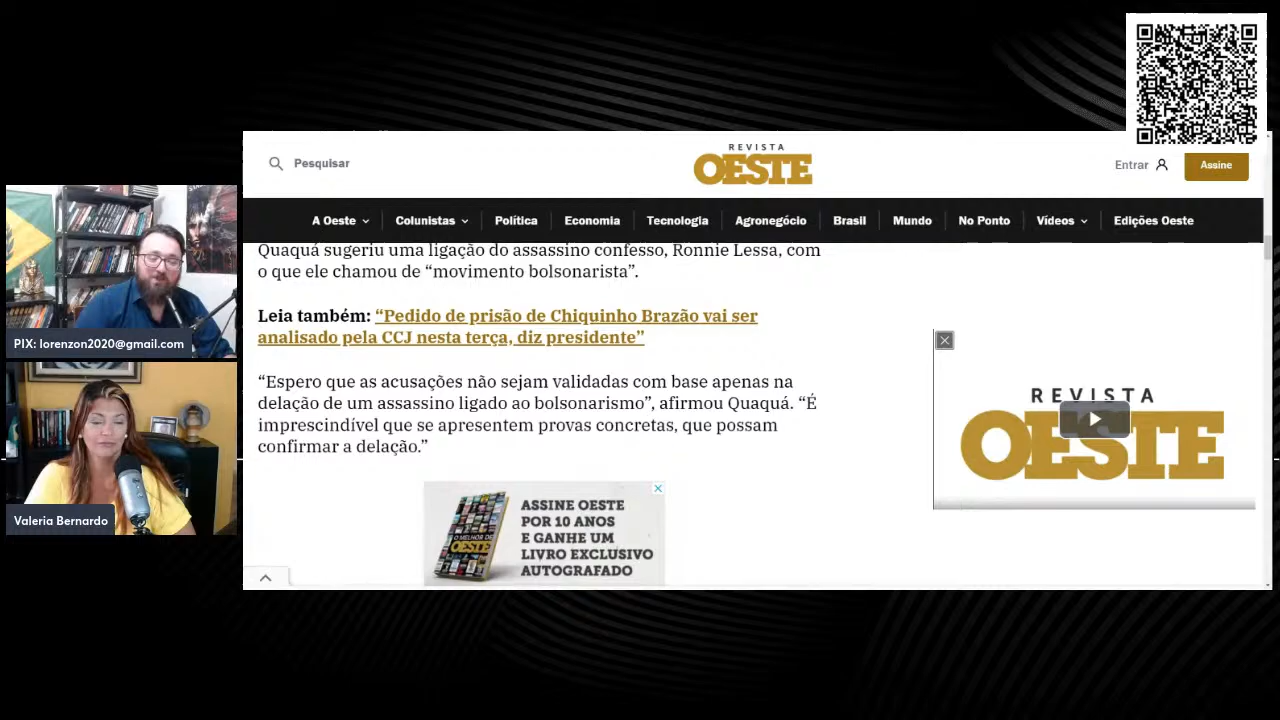 Pesquisar
REVISTA
OESTE
Entrar
Assine
A Oeste
Colunistas
Política
Economia
Tecnologia
Agronegócio
Brasil
Mundo
No Ponto
Vídeos
Edições Oeste
Quaquá sugeriu uma ligação do assassino confesso, Ronnie Lessa, com
o que ele chamou de “movimento bolsonarista”.
Leia também: “Pedido de prisão de Chiquinho Brazão vai ser
analisado pela CCJ nesta terça, diz presidente”
“Espero que as acusações não sejam validadas com base apenas na
delação de um assassino ligado ao bolsonarismo”, afirmou Quaquá. “É
imprescindível que se apresentem provas concretas, que possam
confirmar a delação.”
REVISTA
OESTE
O MELHOR DE
OESTE
ASSINE OESTE
POR 10 ANOS
E GANHE UM
LIVRO EXCLUSIVO
AUTOGRAFADO
PIX: lorenzon2020@gmail.com
Valeria Bernardo